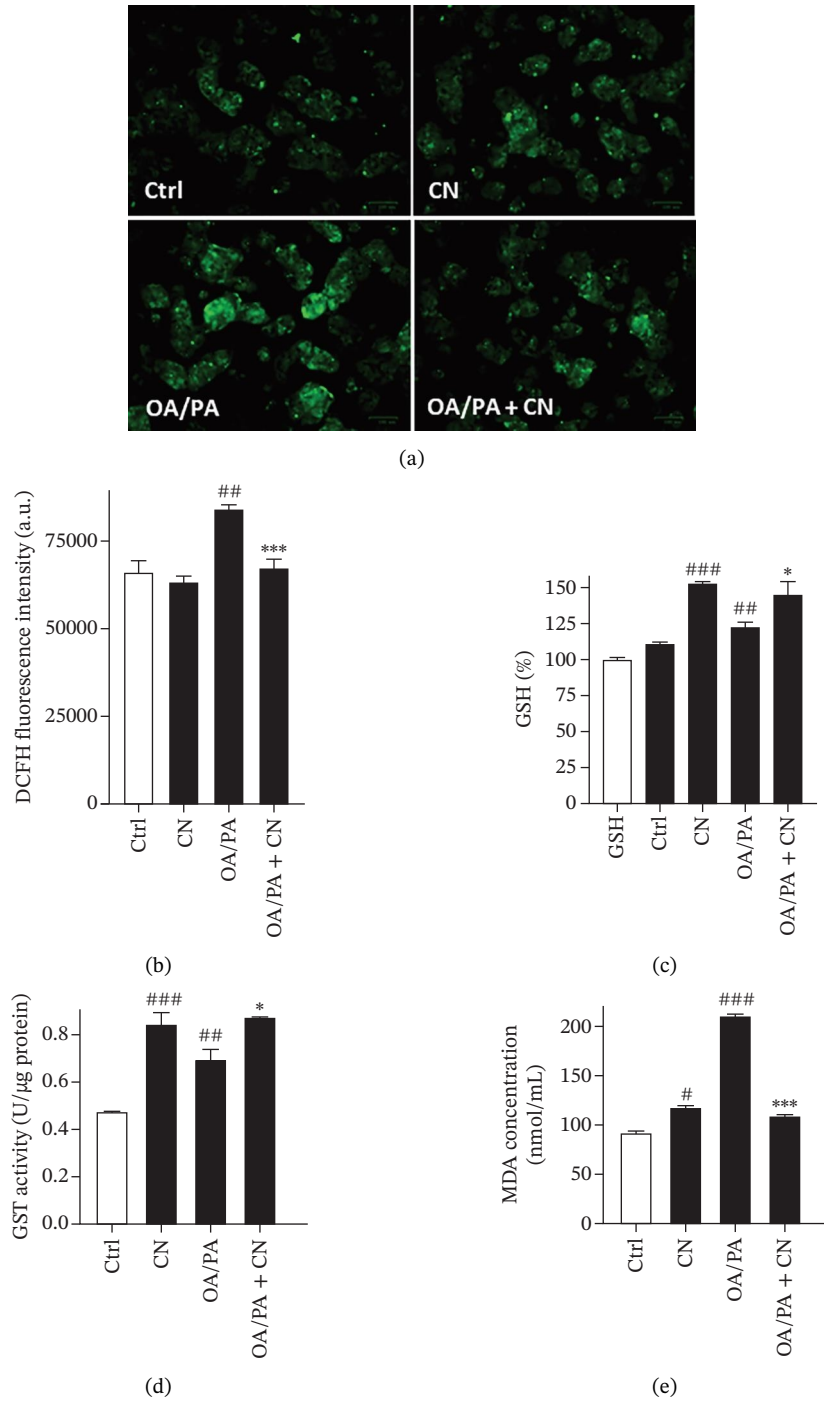 Ctrl
CN
OA/PA
OA/PA + CN
(a)
DCFH fluorescence intensity (a.u.)
75000
50000
25000
0
##
***
Ctrl
CN
OA/PA
OA/PA + CN
(b)
GSH (%)
150
125
100
75
50
25
0
###
##
*
GSH
Ctrl
CN
OA/PA
OA/PA + CN
(c)
GST activity (U/μg protein)
0.8
0.6
0.4
0.2
0.0
###
##
*
Ctrl
CN
OA/PA
OA/PA + CN
(d)
MDA concentration
(nmol/mL)
200
150
100
50
0
#
###
***
Ctrl
CN
OA/PA
OA/PA + CN
(e)